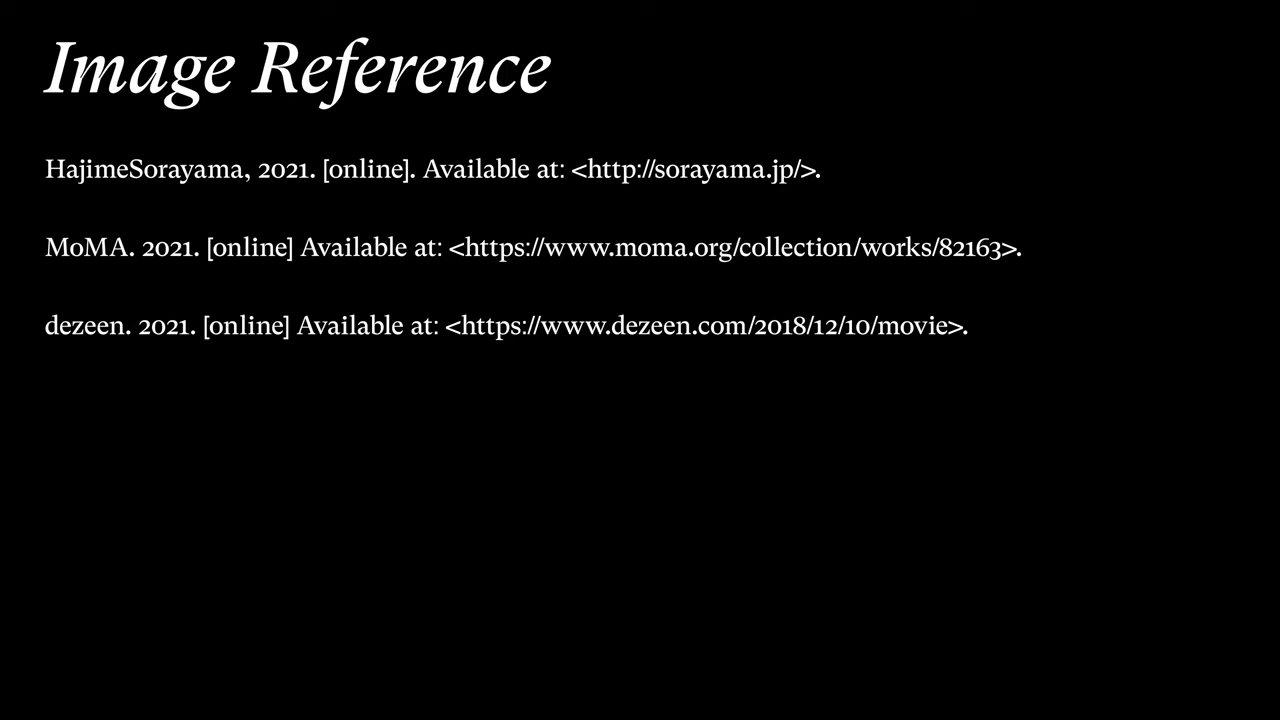 Image Reference
HajimeSorayama, 2021. [online]. Available at: <http://sorayama.jp/>.
MoMA. 2021. [online] Available at: <https://www.moma.org/collection/works/82163>.
dezeen. 2021. [online] Available at: <https://www.dezeen.com/2018/12/10/movie>.